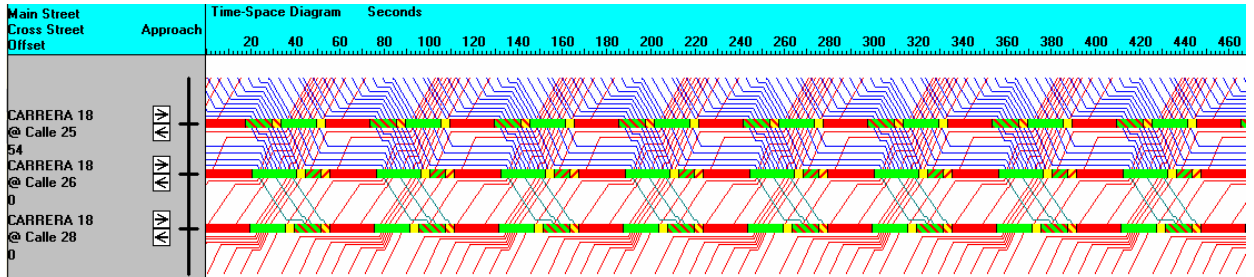 Main Street
Cross Street Approach
Offset
Time-Space Diagram Seconds
20 40 60 80 100 120 140 160 180 200 220 240 260 280 300 320 340 360 380 400 420 440 460
CARRERA 18
@ Calle 25
54
CARRERA 18
@ Calle 26
0
CARRERA 18
@ Calle 28
0